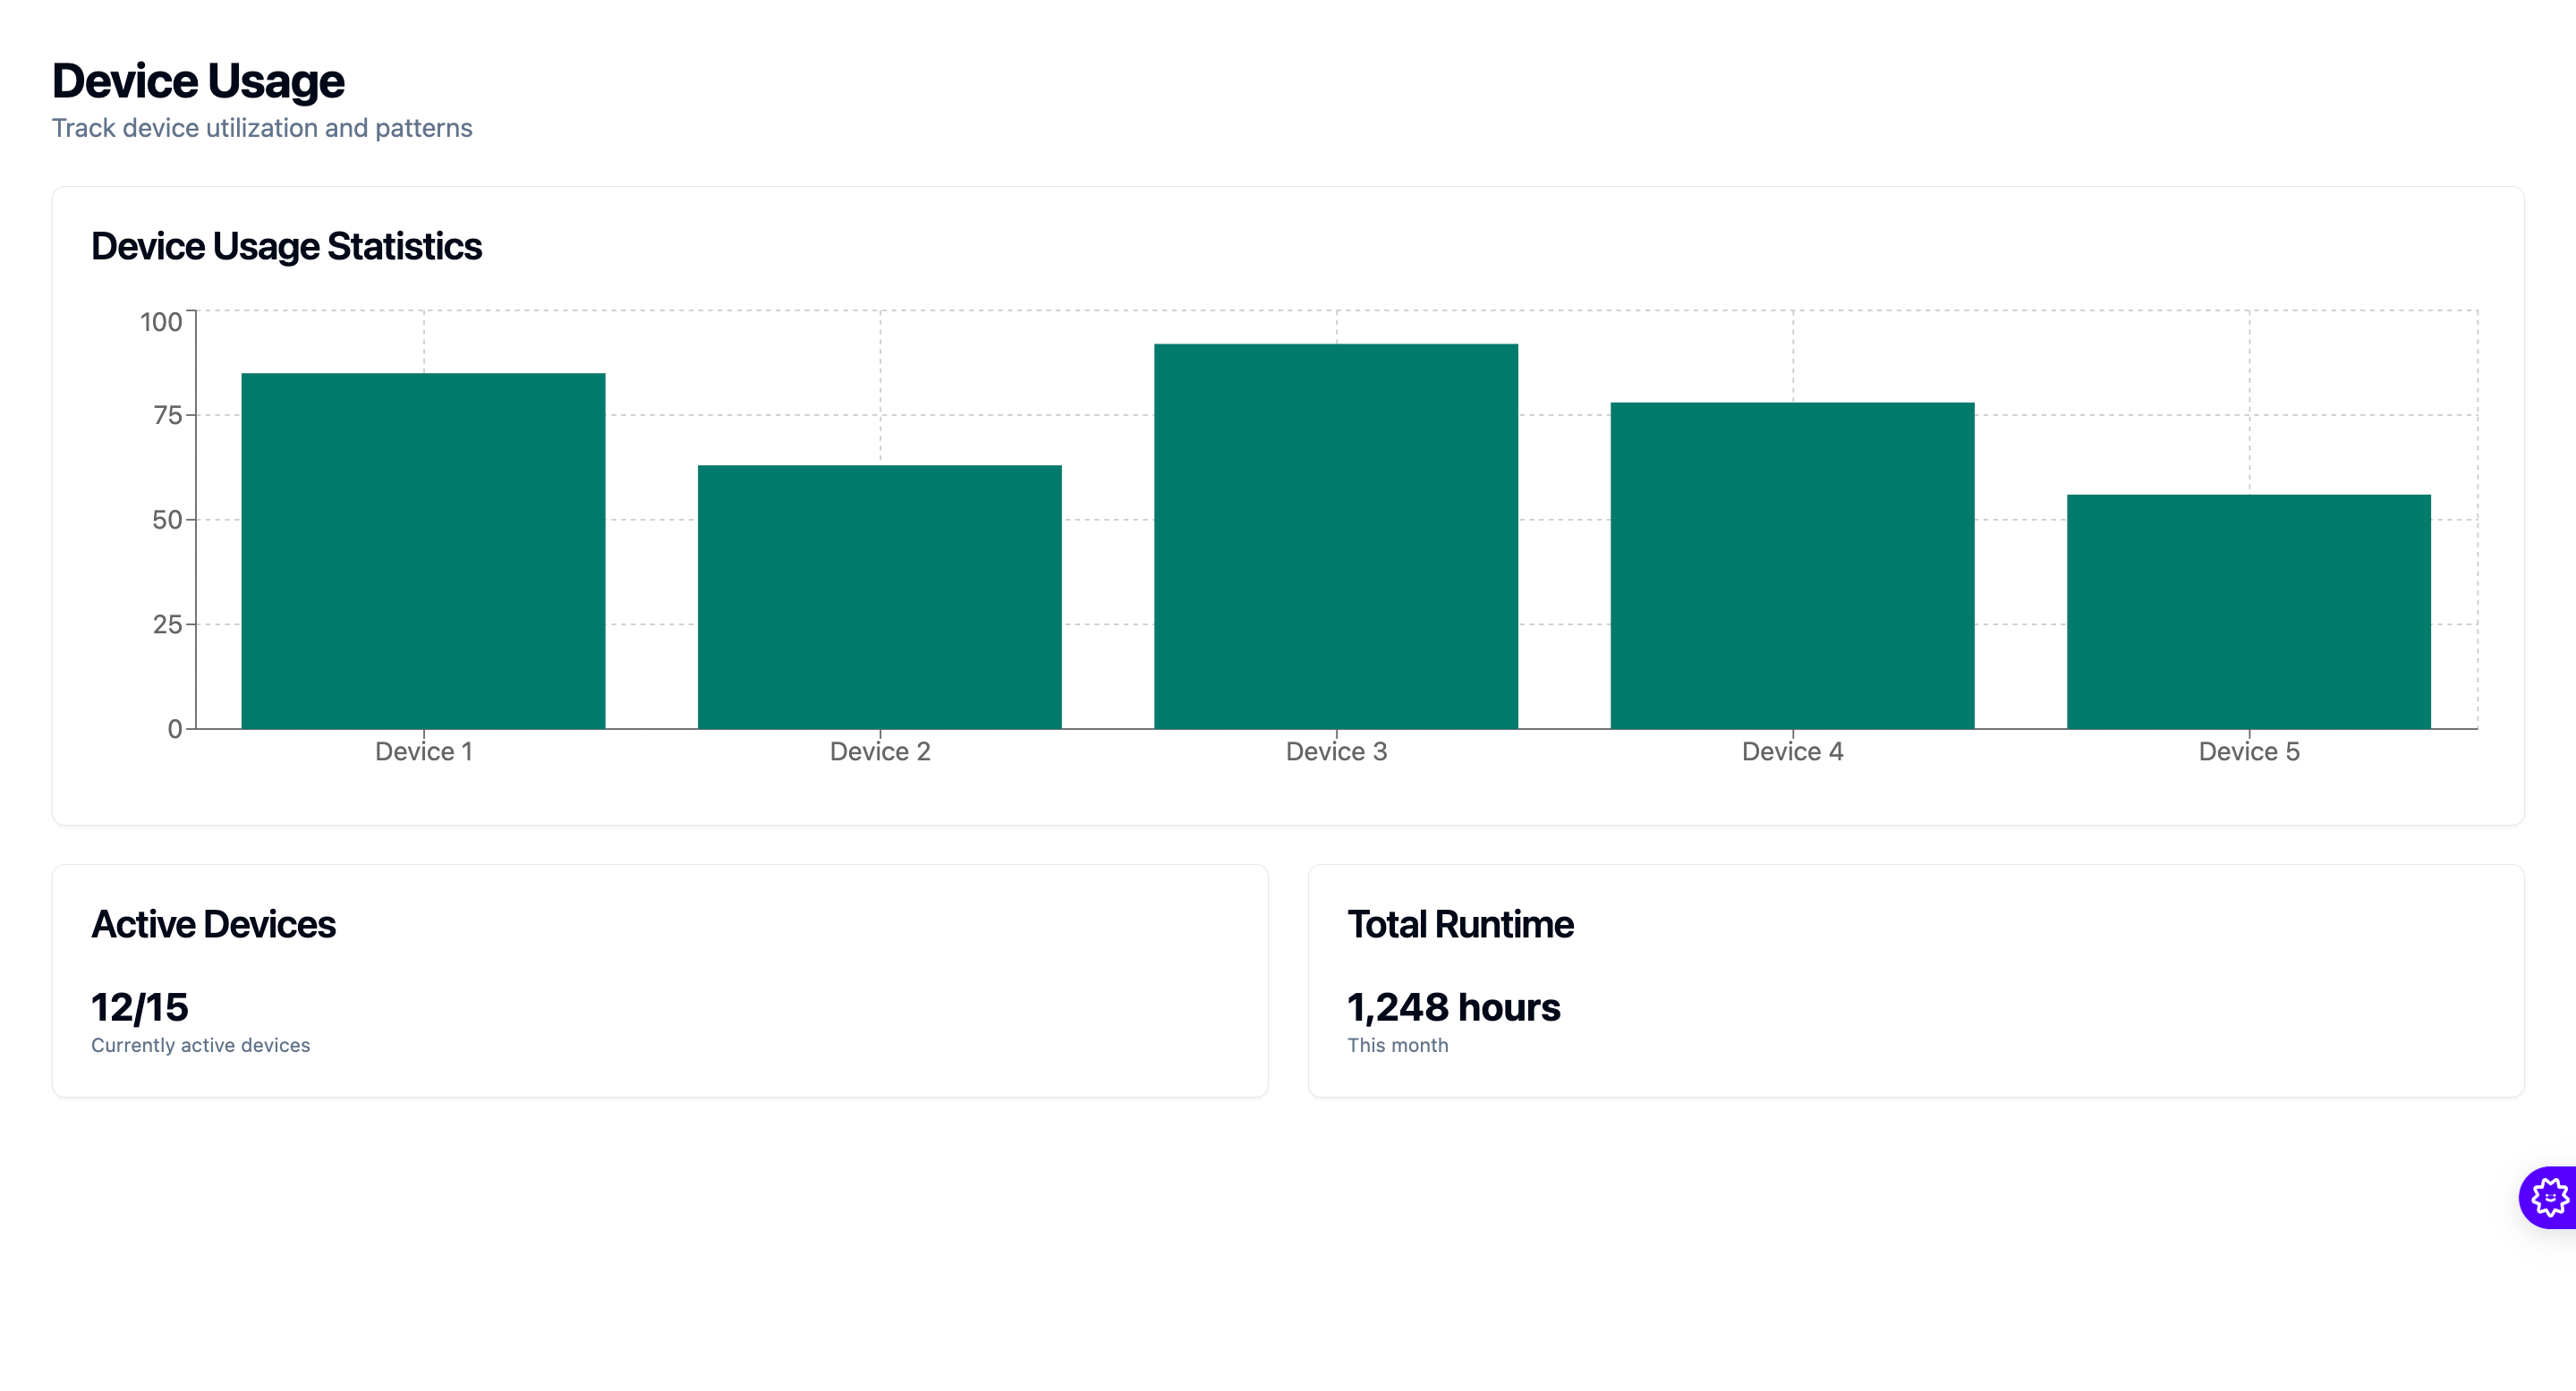 Device Usage
Track device utilization and patterns
Device Usage Statistics
100
75
50
25
0
Device 1
Device 2
Device 3
Device 4
Device 5
Active Devices
12/15
Currently active devices
Total Runtime
1,248 hours
This month